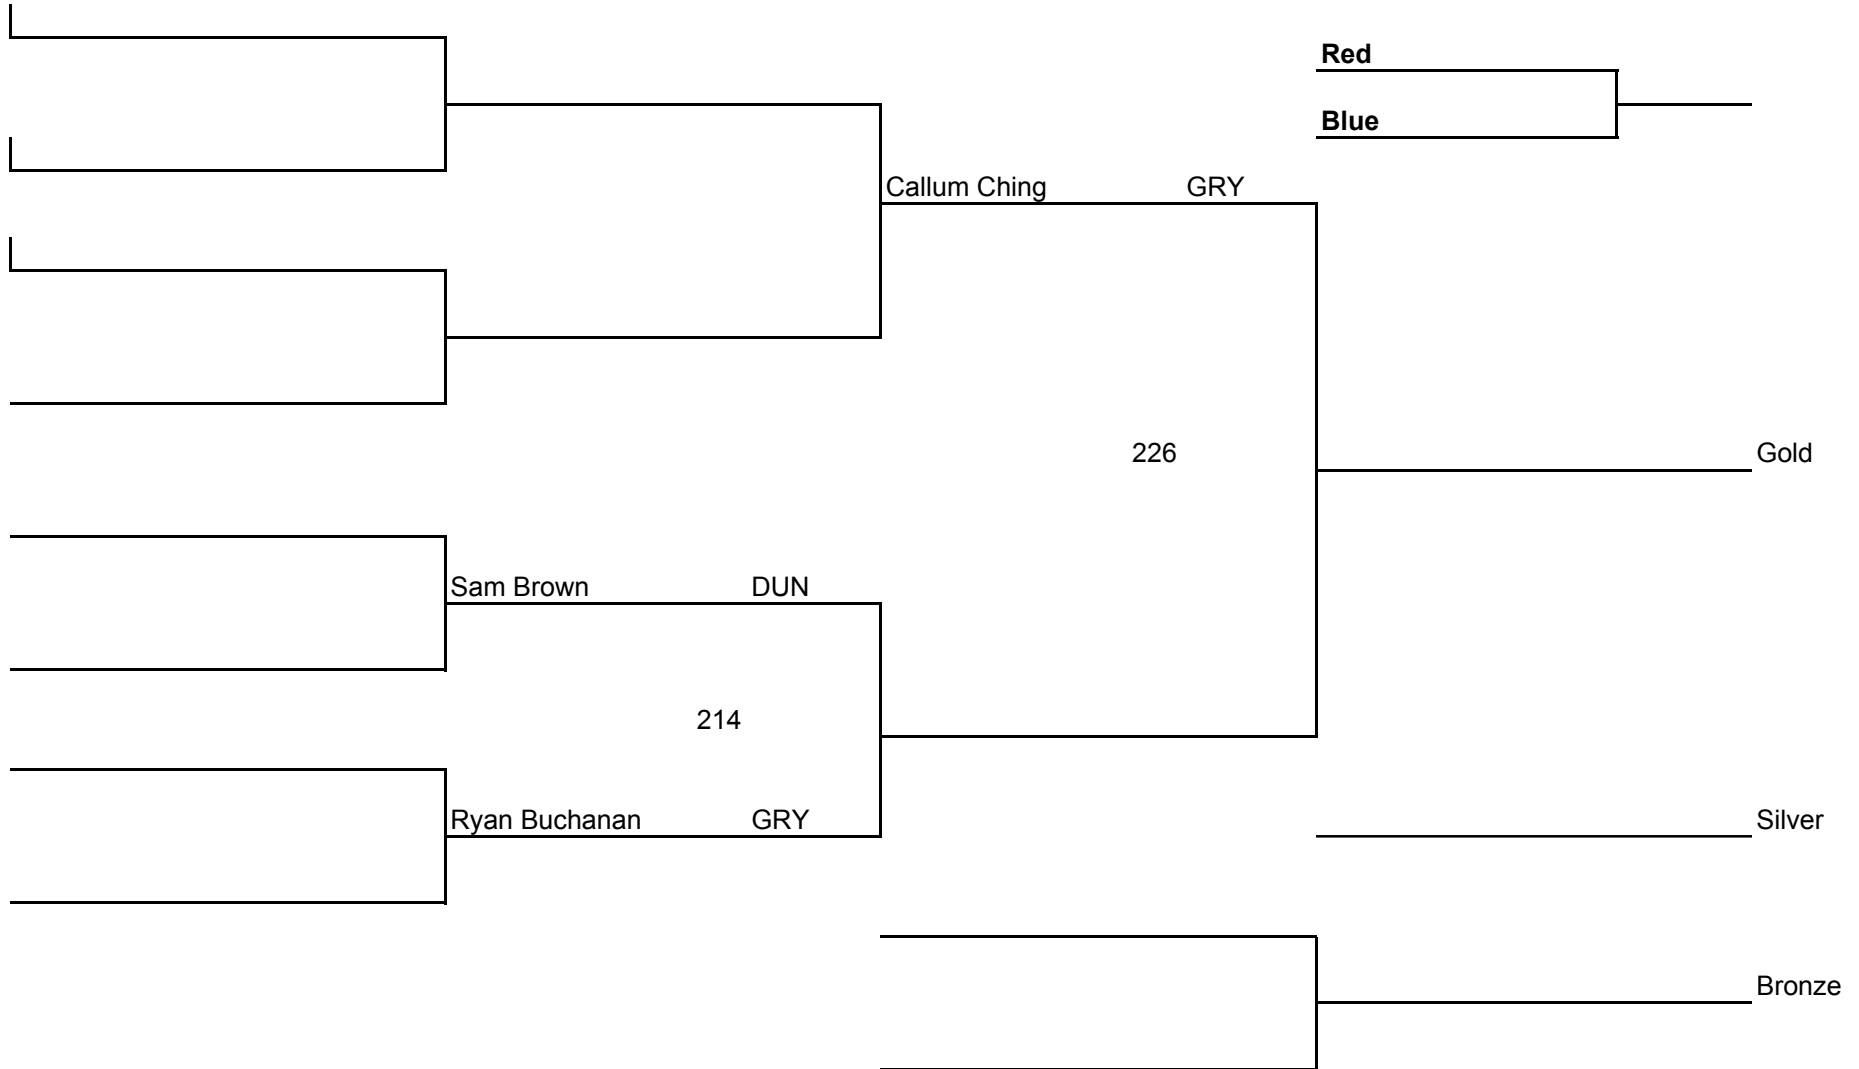 Red
Blue
Callum Ching GRY
226
Gold
Sam Brown DUN
214
Ryan Buchanan GRY
Silver
Bronze